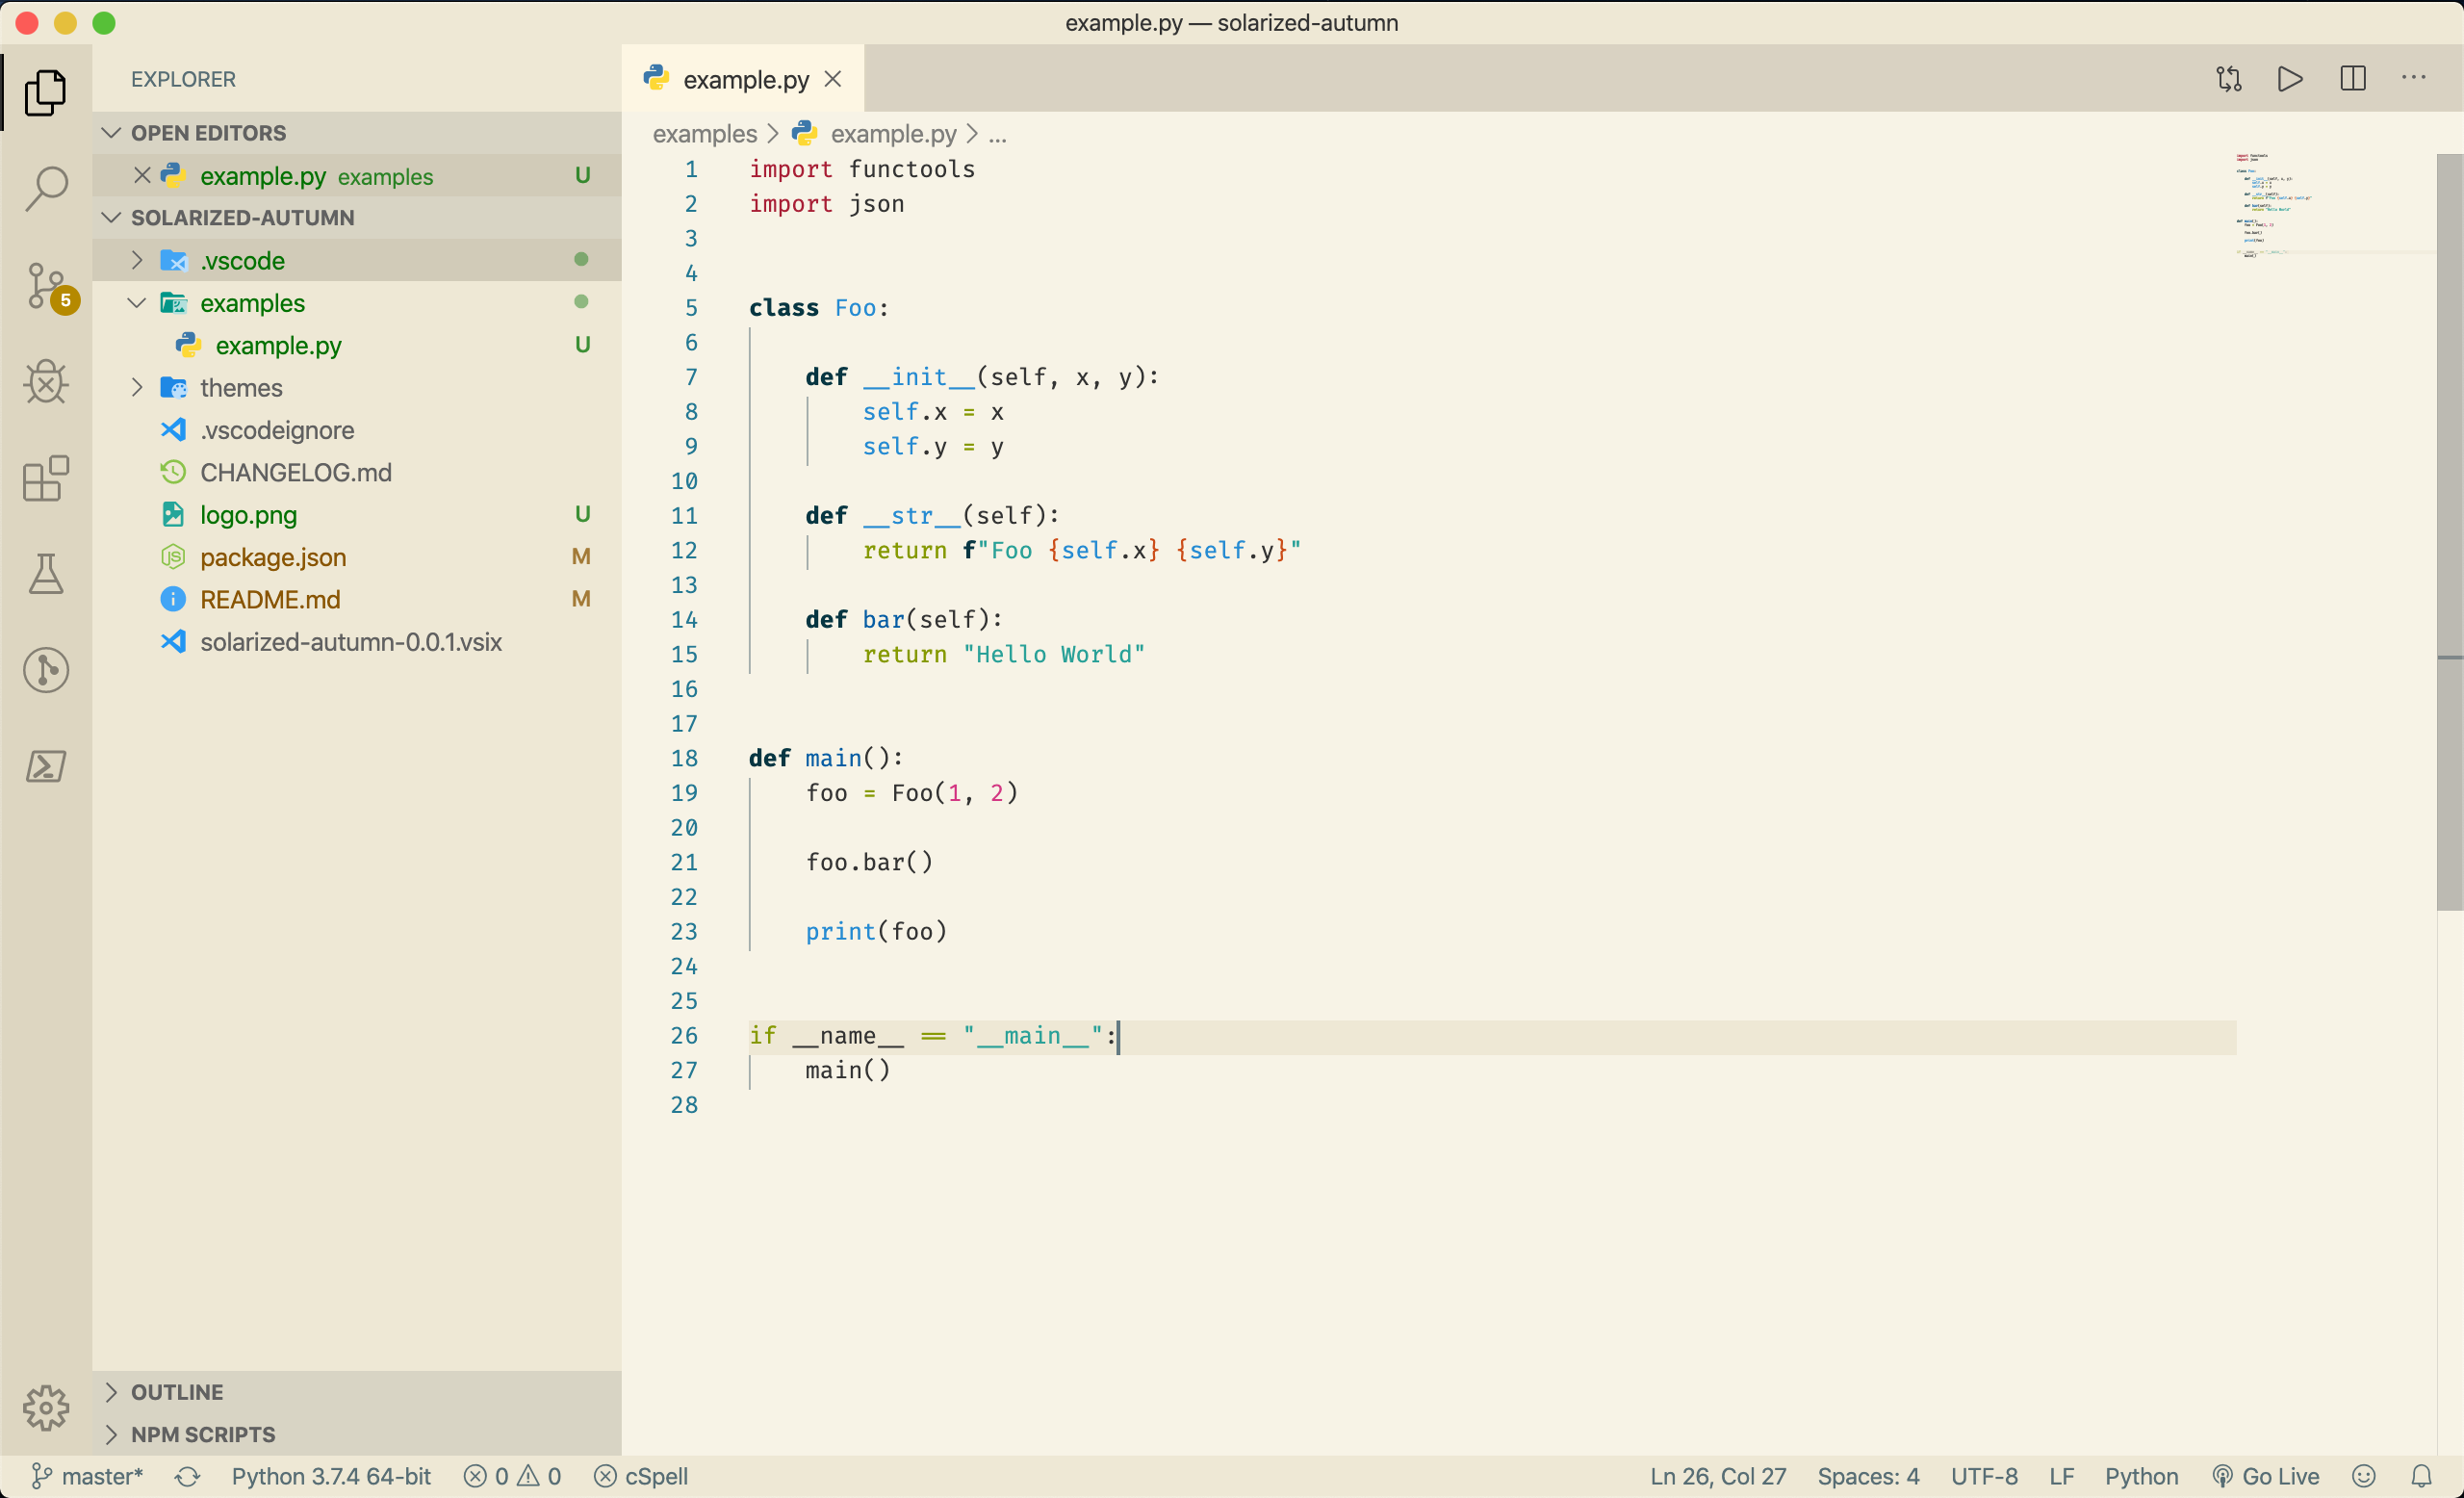 example.py — solarized-autumn
EXPLORER
OPEN EDITORS
example.py examples U
SOLARIZED-AUTUMN
.vscode
examples
example.py U
themes
.vscodeignore
CHANGELOG.md
logo.png U
package.json M
README.md M
solarized-autumn-0.0.1.vsix
OUTLINE
NPM SCRIPTS
5
example.py
examples > example.py > ...
1 import functools
2 import json
3
4
5 class Foo:
6
7     def __init__(self, x, y):
8         self.x = x
9         self.y = y
10
11     def __str__(self):
12         return f"Foo {self.x} {self.y}"
13
14     def bar(self):
15         return "Hello World"
16
17
18 def main():
19     foo = Foo(1, 2)
20
21     foo.bar()
22
23     print(foo)
24
25
26 if __name__ == "__main__":
27     main()
28
master* Python 3.7.4 64-bit 0 0 cSpell Ln 26, Col 27 Spaces: 4 UTF-8 LF Python Go Live